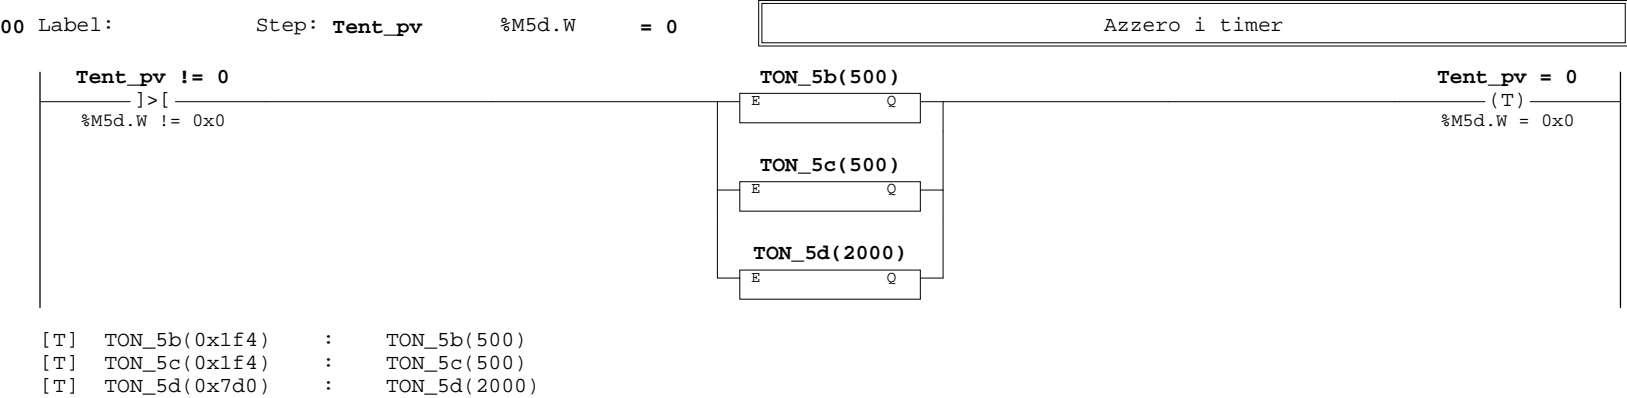 00 Label: Step: Tent_pv %M5d.W = 0 Azzero i timer
Tent_pv != 0 TON_5b(500) Tent_pv = 0
]>[ E Q (T)
%M5d.W != 0x0 %M5d.W = 0x0
TON_5c(500)
E Q
TON_5d(2000)
E Q
[T] TON_5b(0x1f4) : TON_5b(500)
[T] TON_5c(0x1f4) : TON_5c(500)
[T] TON_5d(0x7d0) : TON_5d(2000)